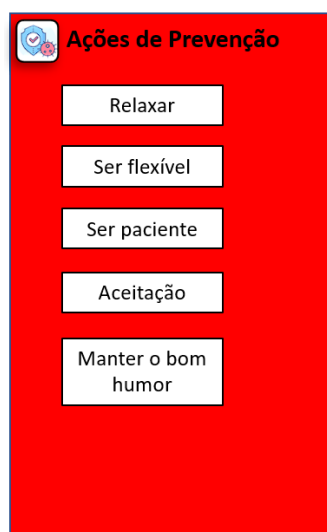 Ações de Prevenção
Relaxar
Ser flexível
Ser paciente
Aceitação
Manter o bom
humor